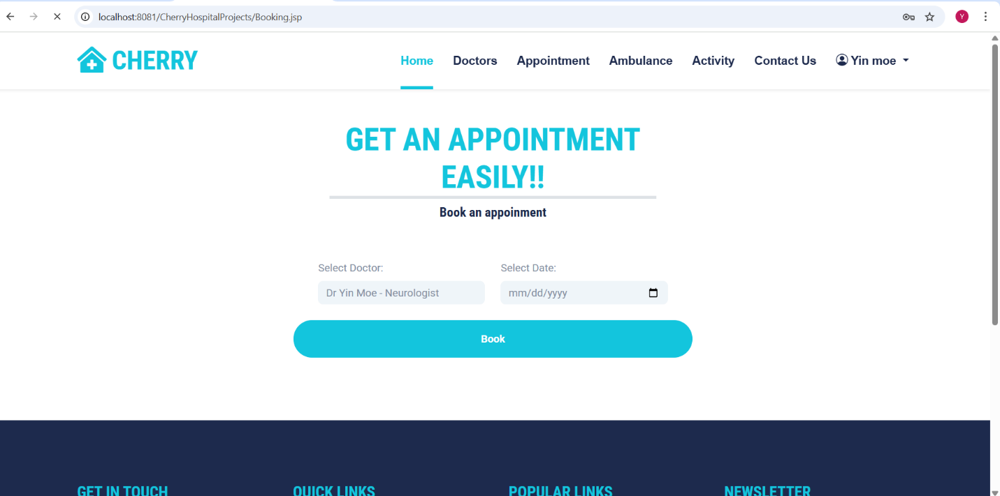 localhost:8081/CherryHospitalProjects/Booking.jsp
Y
CHERRY
Home
Doctors
Appointment
Ambulance
Activity
Contact Us
Yin moe
GET AN APPOINTMENT
EASILY!!
Book an appoinment
Select Doctor:
Select Date:
Dr Yin Moe - Neurologist
mm/dd/yyyy
Book
GET IN TOUCH
QUICK LINKS
POPULAR LINKS
NEWSLETTER